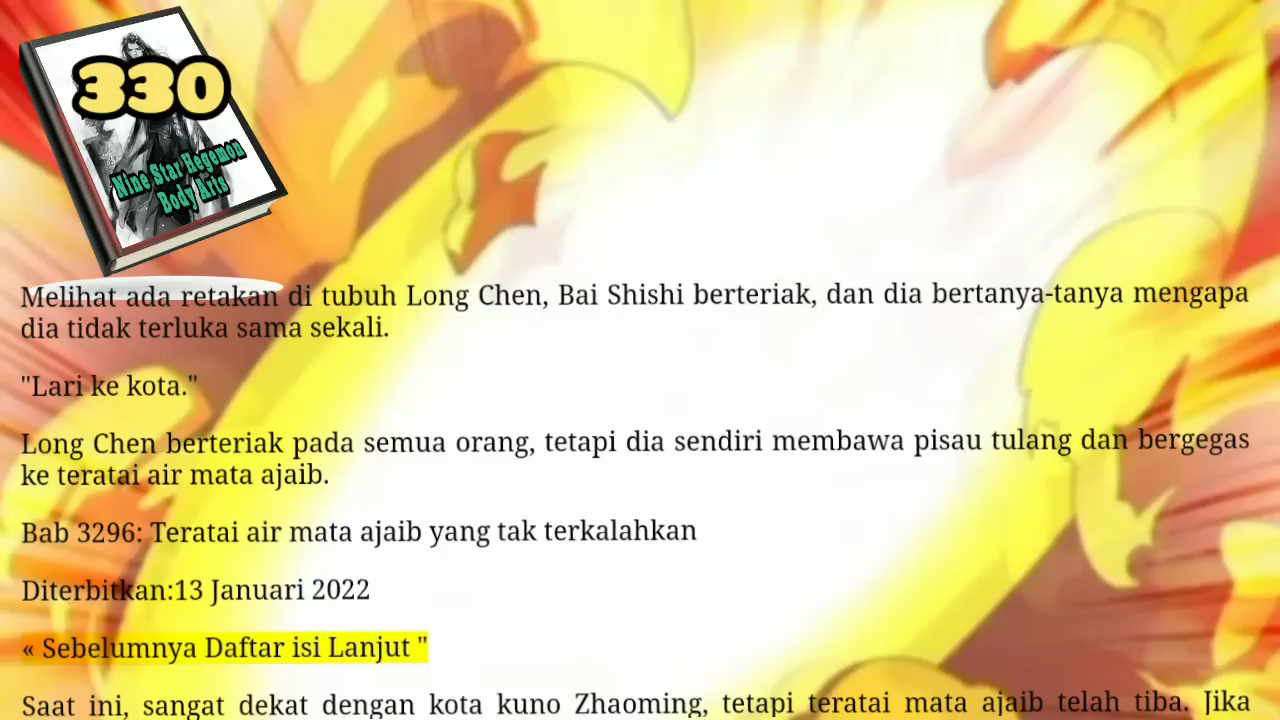 330
Nine Star Hegemon
Body Arts
Melihat ada retakan di tubuh Long Chen, Bai Shishi berteriak, dan dia bertanya-tanya mengapa
dia tidak terluka sama sekali.
"Lari ke kota."
Long Chen berteriak pada semua orang, tetapi dia sendiri membawa pisau tulang dan bergegas
ke teratai air mata ajaib.
Bab 3296: Teratai air mata ajaib yang tak terkalahkan
Diterbitkan:13 Januari 2022
« Sebelumnya Daftar isi Lanjut "
Saat ini, sangat dekat dengan kota kuno Zhaoming, tetapi teratai mata ajaib telah tiba. Jika